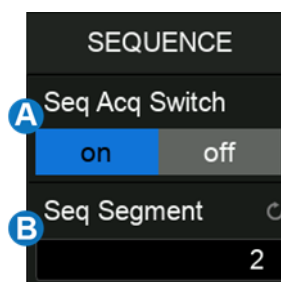 SEQUENCE
A Seq Acq Switch
on off
B Seq Segment
2